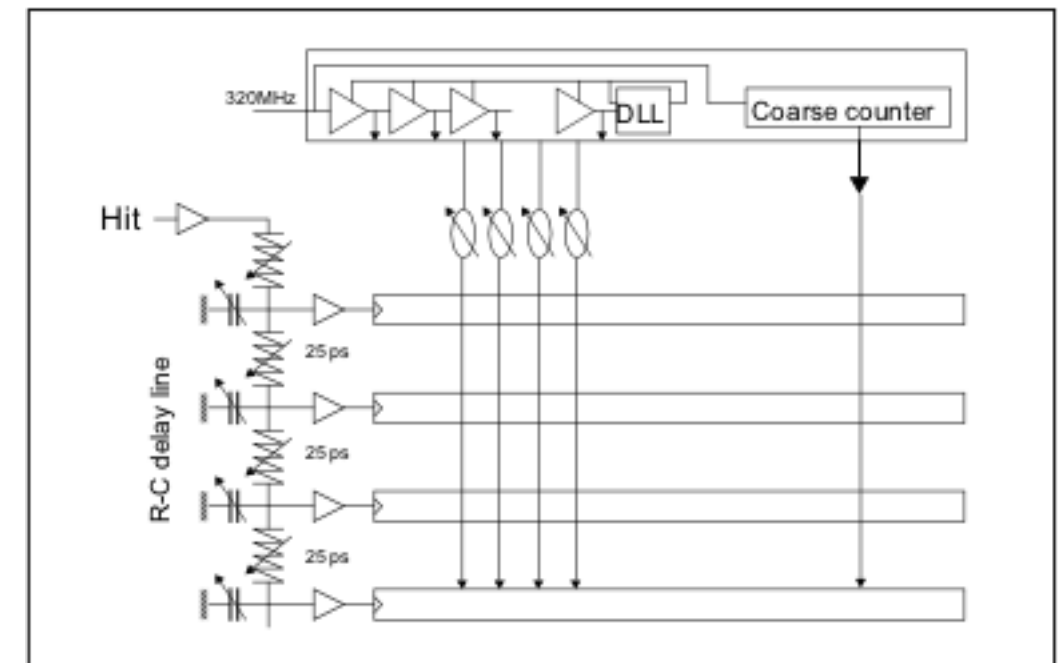 320MHz
DLL
Coarse counter
Hit
25ps
25ps
25ps
R-C delay line